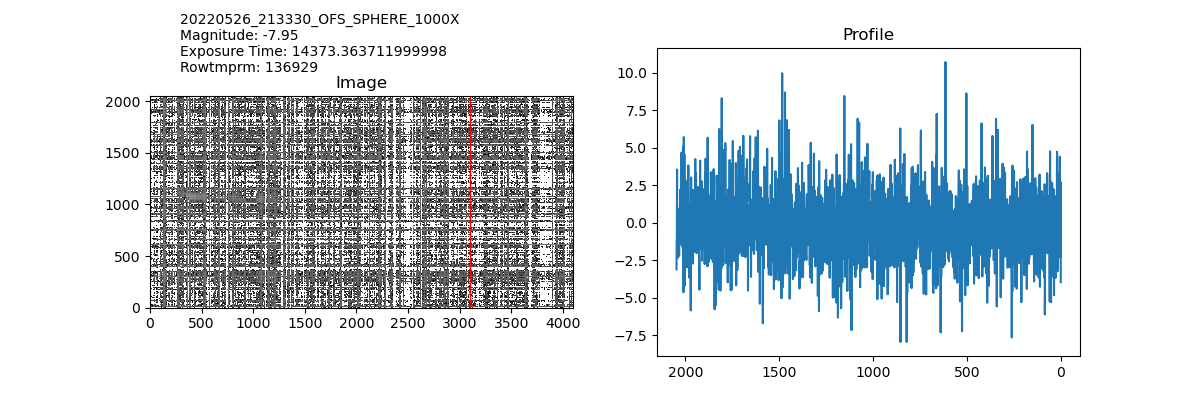 20220526_213330_OFS_SPHERE_1000X
Magnitude: -7.95
Exposure Time: 14373.363711999998
Rowtmprm: 136929
Image
2000
1500
1000
500
0
0 500 1000 1500 2000 2500 3000 3500 4000
Profile
10.0
7.5
5.0
2.5
0.0
−2.5
−5.0
−7.5
2000 1500 1000 500 0